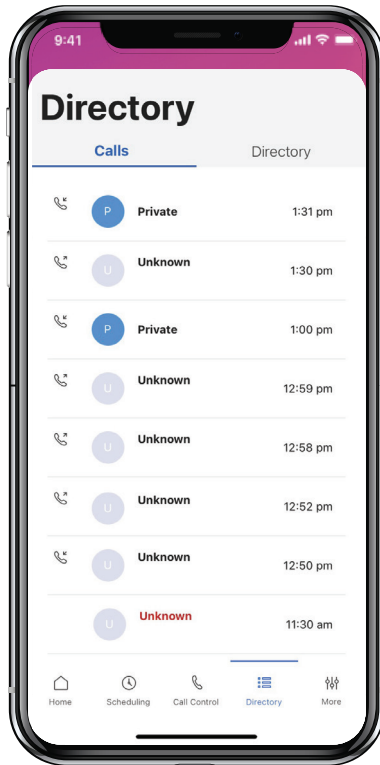 9:41
Directory
Calls Directory
P Private 1:31 pm
U Unknown 1:30 pm
P Private 1:00 pm
U Unknown 12:59 pm
U Unknown 12:58 pm
U Unknown 12:52 pm
U Unknown 12:50 pm
U Unknown 11:30 am
Home Scheduling Call Control Directory More